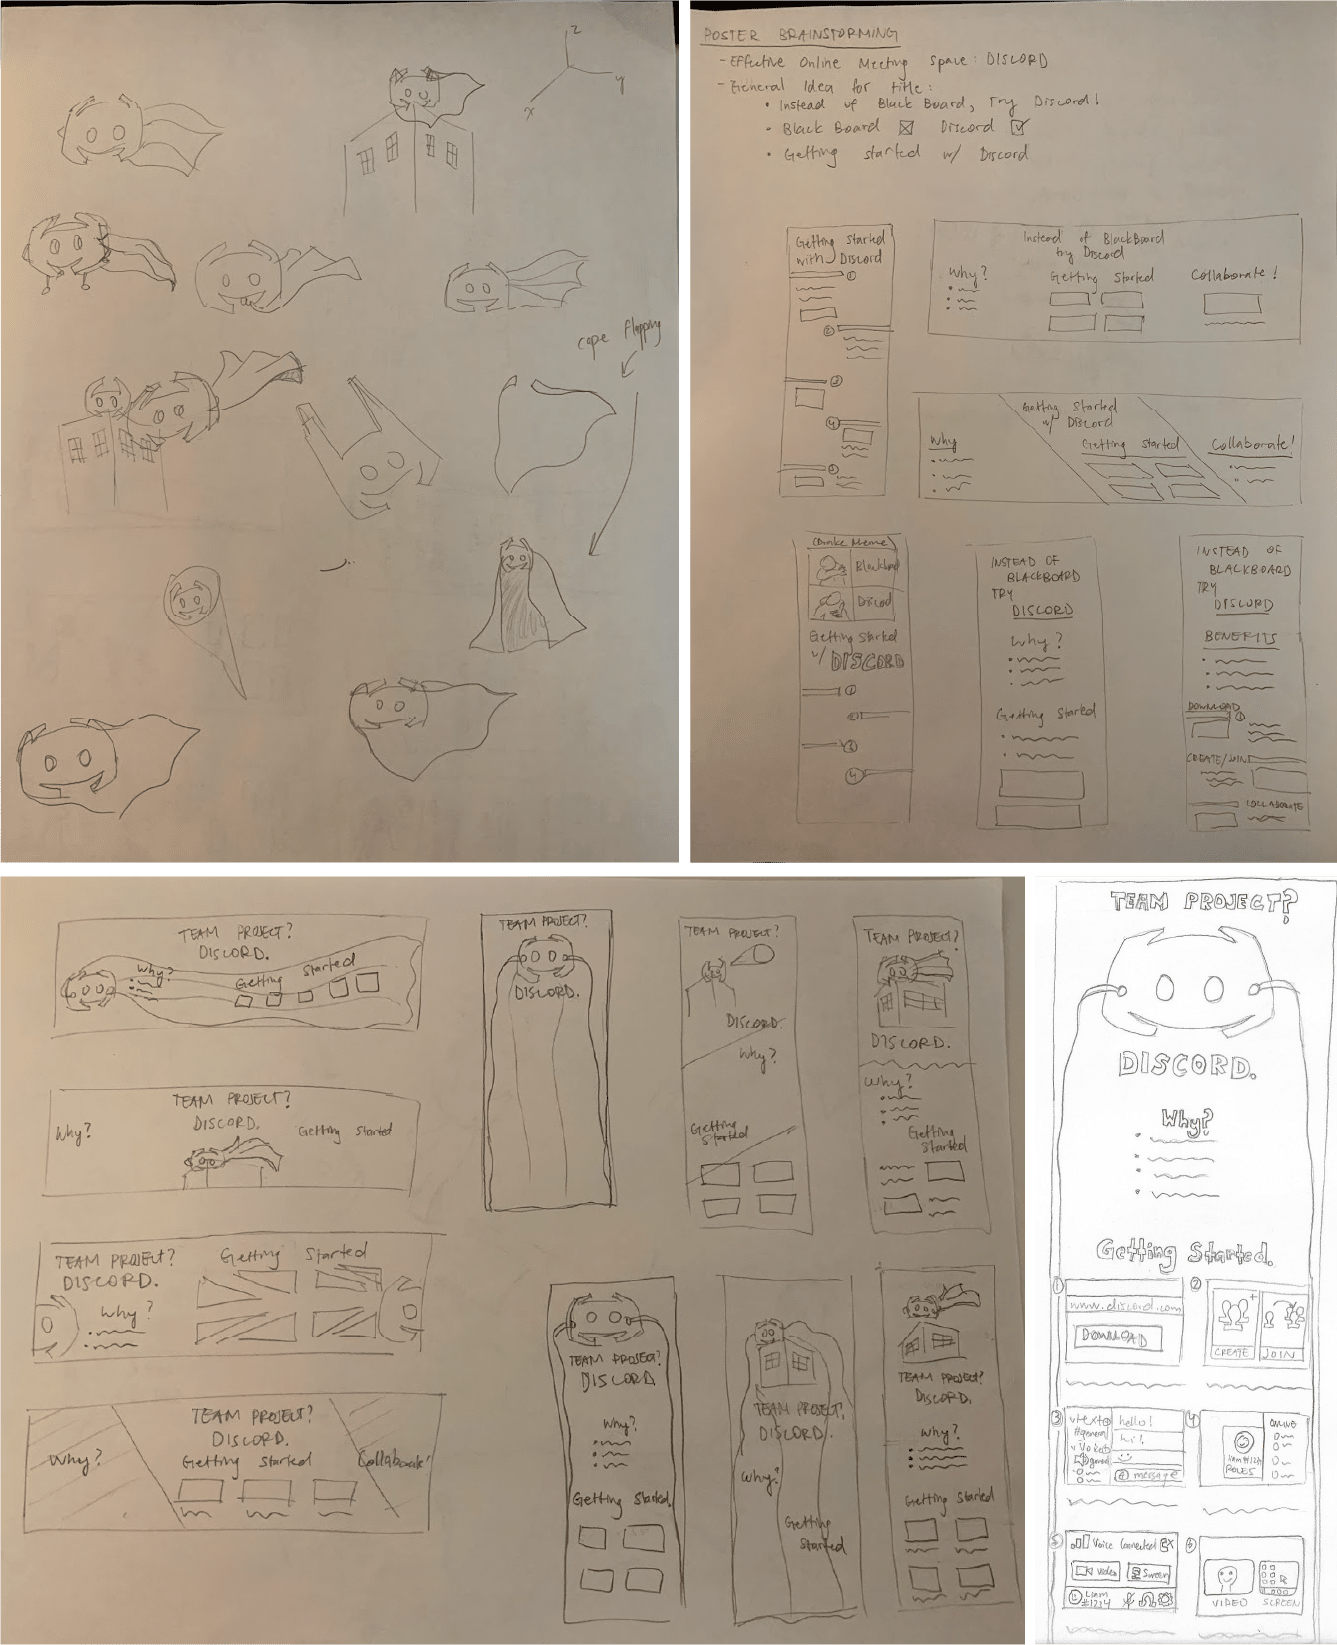 z
y
x
cape flapping
POSTER BRAINSTORMING
- Effective Online Meeting Space: DISCORD
- General Idea for title:
• Instead of Black Board, Try Discord!
• Black Board ☒ Discord ☑
• Getting started w/ Discord
Getting started
with Discord
①
②
③
④
⑤
Instead of BlackBoard
try Discord
Why?
Getting Started
Collaborate!
Getting Started
w/ Discord
Why
Getting Started
Collaborate!
(Drake Meme)
Blackboard
Discord
Getting Started
w/ DISCORD
①
②
③
④
INSTEAD OF
BLACKBOARD
TRY
DISCORD
Why?
Getting Started
INSTEAD OF
BLACKBOARD
TRY
DISCORD
BENEFITS
DOWNLOAD
①
CREATE/JOIN
COLLABORATE
TEAM PROJECT?
DISCORD.
Why?
Getting Started
TEAM PROJECT?
DISCORD.
Why?
Getting Started
TEAM PROJECT?
DISCORD.
Why?
Getting Started
TEAM PROJECT?
DISCORD.
Why?
Getting Started
Collaborate!
TEAM PROJECT?
DISCORD.
TEAM PROJECT?
DISCORD.
Why?
Getting
Started
TEAM PROJECT?
DISCORD.
Why?
Getting
Started
TEAM PROJECT?
DISCORD
Why?
Getting Started.
TEAM PROJECT?
DISCORD.
Why?
Getting
Started
TEAM PROJECT?
DISCORD.
Why?
Getting Started
TEAM PROJECT?
DISCORD.
Why?
Getting Started.
①
www.discord.com
DOWNLOAD
②
CREATE
JOIN
③
v text
#general
v Voice
hello!
hi!
message
④
ROLES
ONLINE
⑤
Voice Connected
Video
Screen
Liam
#1224
⑥
VIDEO
SCREEN